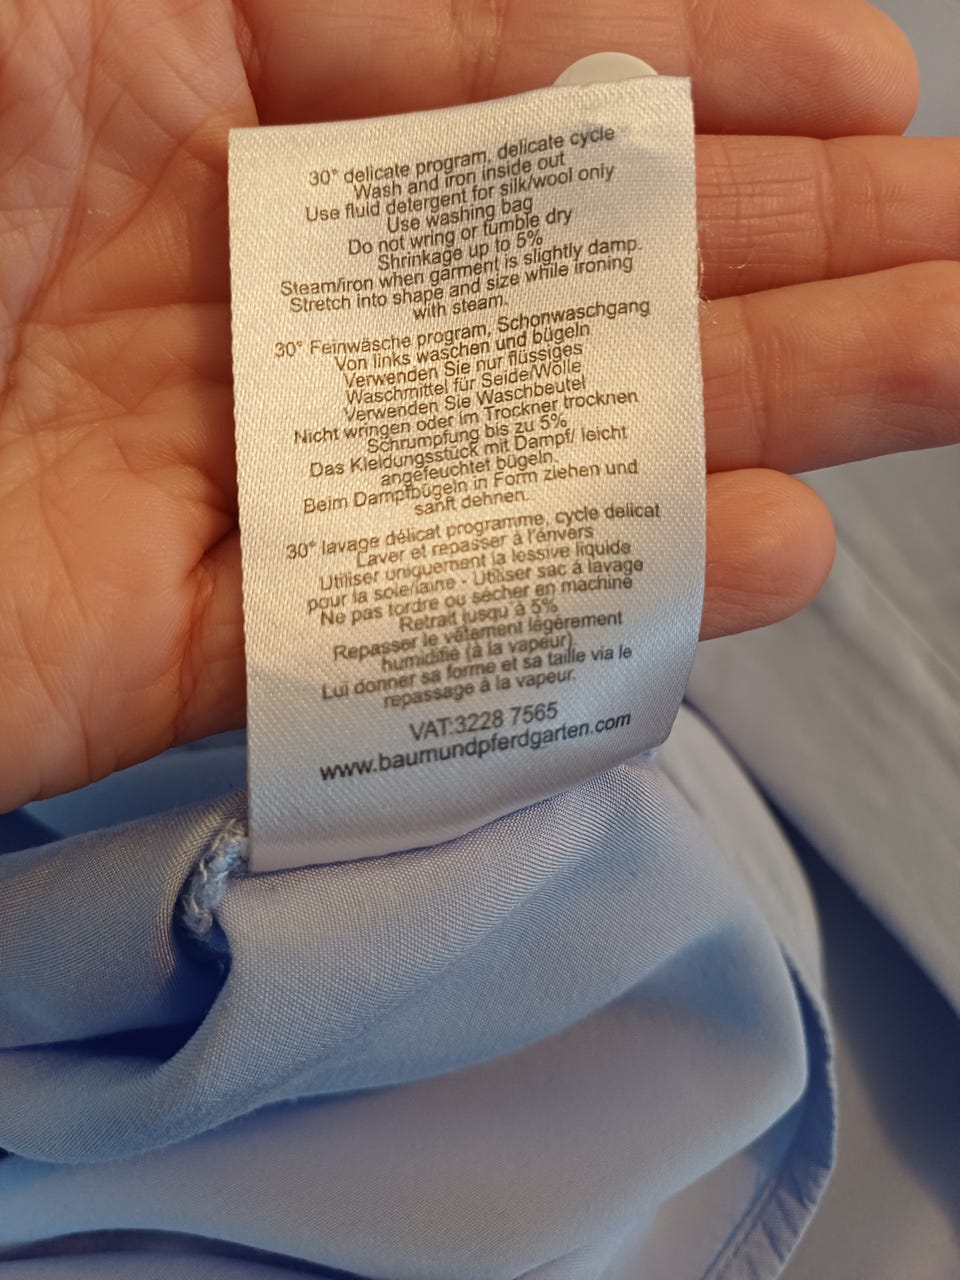 30° delicate program, delicate cycle
Wash and iron inside out
Use fluid detergent for silk/wool only
Use washing bag
Do not wring or tumble dry
Shrinkage up to 5%
Steam/iron when garment is slightly damp.
Stretch into shape and size while ironing
with steam.
30° Feinwäsche program, Schonwaschgang
Von links waschen und bügeln
Verwenden Sie nur flüssiges
Waschmittel für Seide/Wolle
Verwenden Sie Waschbeutel
Nicht wringen oder im Trockner trocknen
Schrumpfung bis zu 5%
Das Kleidungsstück mit Dampf/ leicht
angefeuchtet bügeln.
Beim Dampfbügeln in Form ziehen und
sanft dehnen.
30° lavage délicat programme, cycle delicat
Laver et repasser à l'énvers
Utiliser uniquement la lessive liquide
pour la soie/laine - Utiliser sac á lavage
Ne pas tordre ou sécher en machine
Retrait jusqu'à 5%
Repasser le vêtement légèrement
humidifié (à la vapeur).
Lui donner sa forme et sa taille via le
repassage à la vapeur.
VAT:3228 7565
www.baumundpferdgarten.com